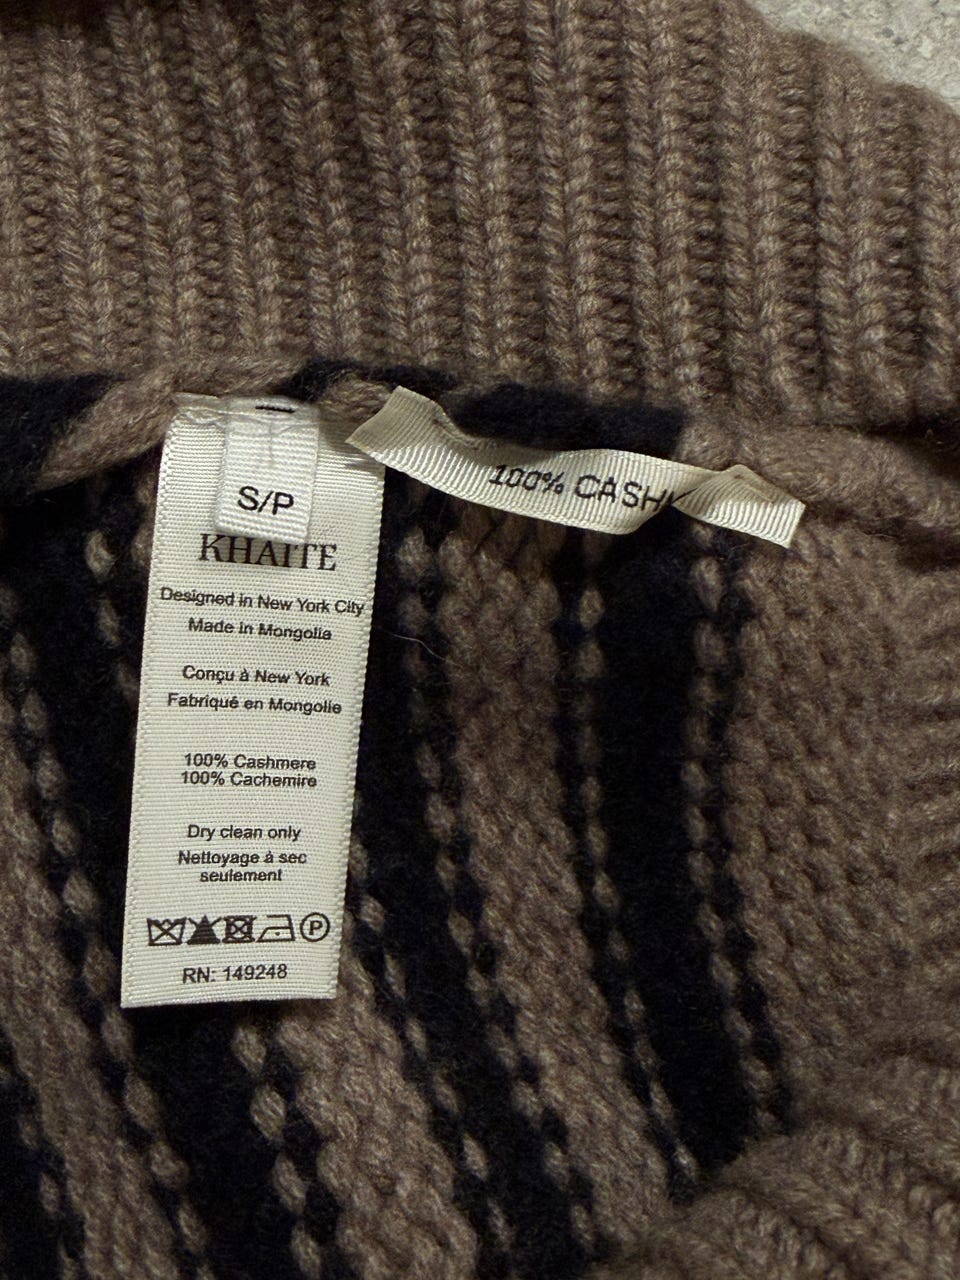 S/P
100% CASH
KHAITE
Designed in New York City
Made in Mongolia
Conçu à New York
Fabriqué en Mongolie
100% Cashmere
100% Cachemire
Dry clean only
Nettoyage à sec
seulement
P
RN: 149248